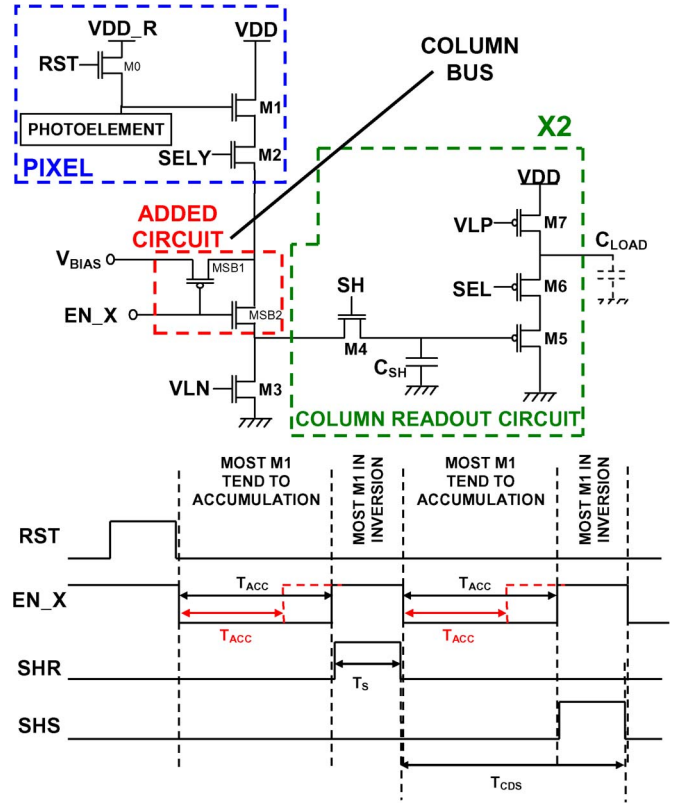 VDD_R
VDD
RST
M0
M1
PHOTOELEMENT
SELY
M2
PIXEL
COLUMN
BUS
X2
ADDED
CIRCUIT
VBIAS
MSB1
EN_X
MSB2
VLN
M3
SH
M4
CSH
VDD
VLP
M7
CLOAD
SEL
M6
M5
COLUMN READOUT CIRCUIT
MOST M1
TEND TO
ACCUMULATION
MOST M1 IN
INVERSION
MOST M1
TEND TO
ACCUMULATION
MOST M1 IN
INVERSION
RST
EN_X
TACC
TACC
TACC
TACC
SHR
TS
SHS
TCDS